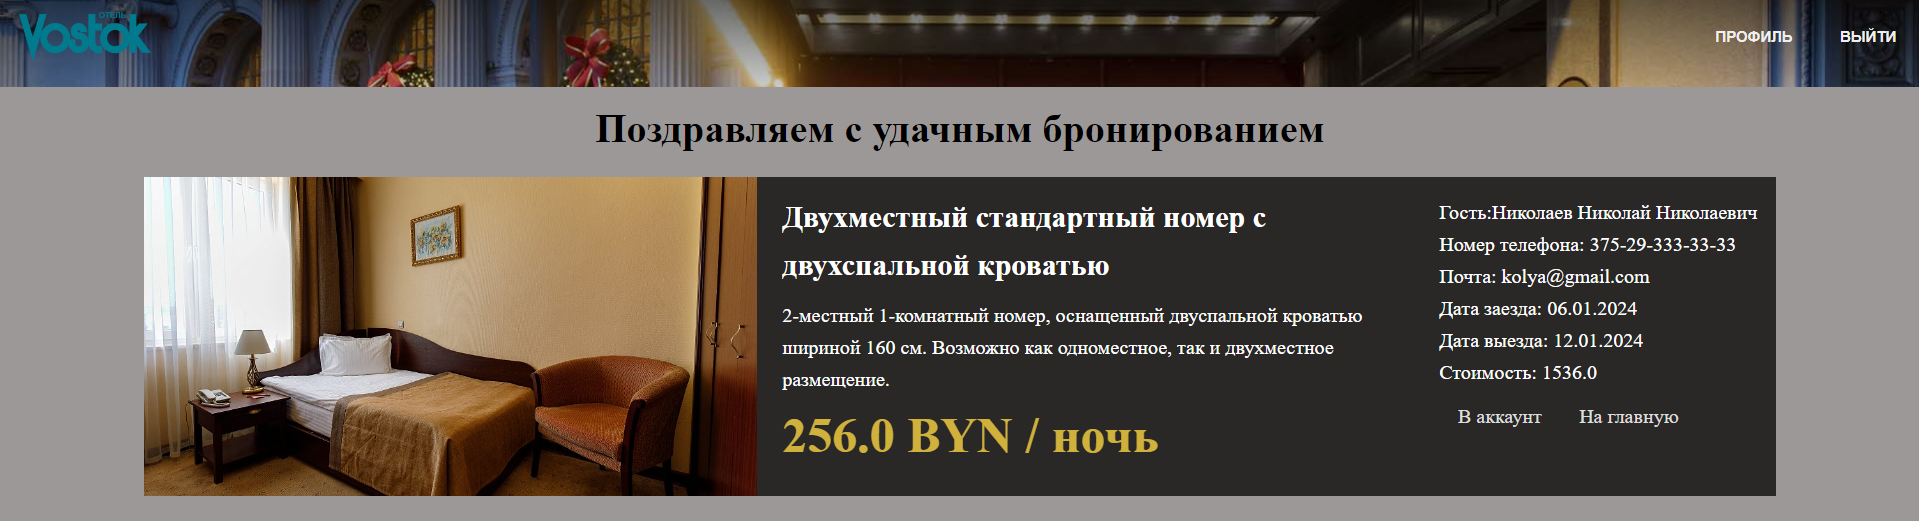 ОТЕЛЬ
Vostok
ПРОФИЛЬ
ВЫЙТИ
Поздравляем с удачным бронированием
Двухместный стандартный номер с
двухспальной кроватью
2-местный 1-комнатный номер, оснащенный двуспальной кроватью
шириной 160 см. Возможно как одноместное, так и двухместное
размещение.
256.0 BYN / ночь
Гость:Николаев Николай Николаевич
Номер телефона: 375-29-333-33-33
Почта: kolya@gmail.com
Дата заезда: 06.01.2024
Дата выезда: 12.01.2024
Стоимость: 1536.0
В аккаунт
На главную